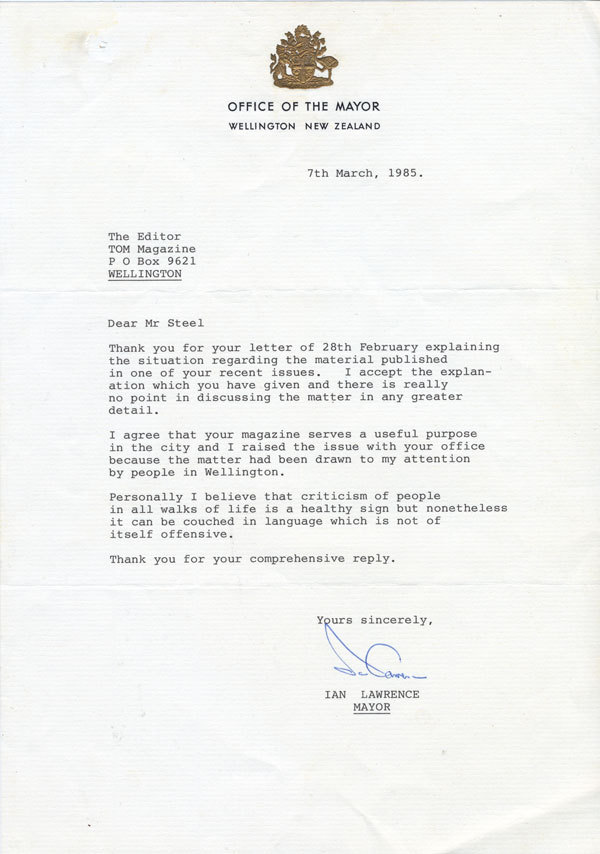 OFFICE OF THE MAYOR
WELLINGTON NEW ZEALAND
7th March, 1985.
The Editor
TOM Magazine
P O Box 9621
WELLINGTON
Dear Mr Steel
Thank you for your letter of 28th February explaining
the situation regarding the material published
in one of your recent issues. I accept the explan-
ation which you have given and there is really
no point in discussing the matter in any greater
detail.
I agree that your magazine serves a useful purpose
in the city and I raised the issue with your office
because the matter had been drawn to my attention
by people in Wellington.
Personally I believe that criticism of people
in all walks of life is a healthy sign but nonetheless
it can be couched in language which is not of
itself offensive.
Thank you for your comprehensive reply.
Yours sincerely,
IAN LAWRENCE
MAYOR